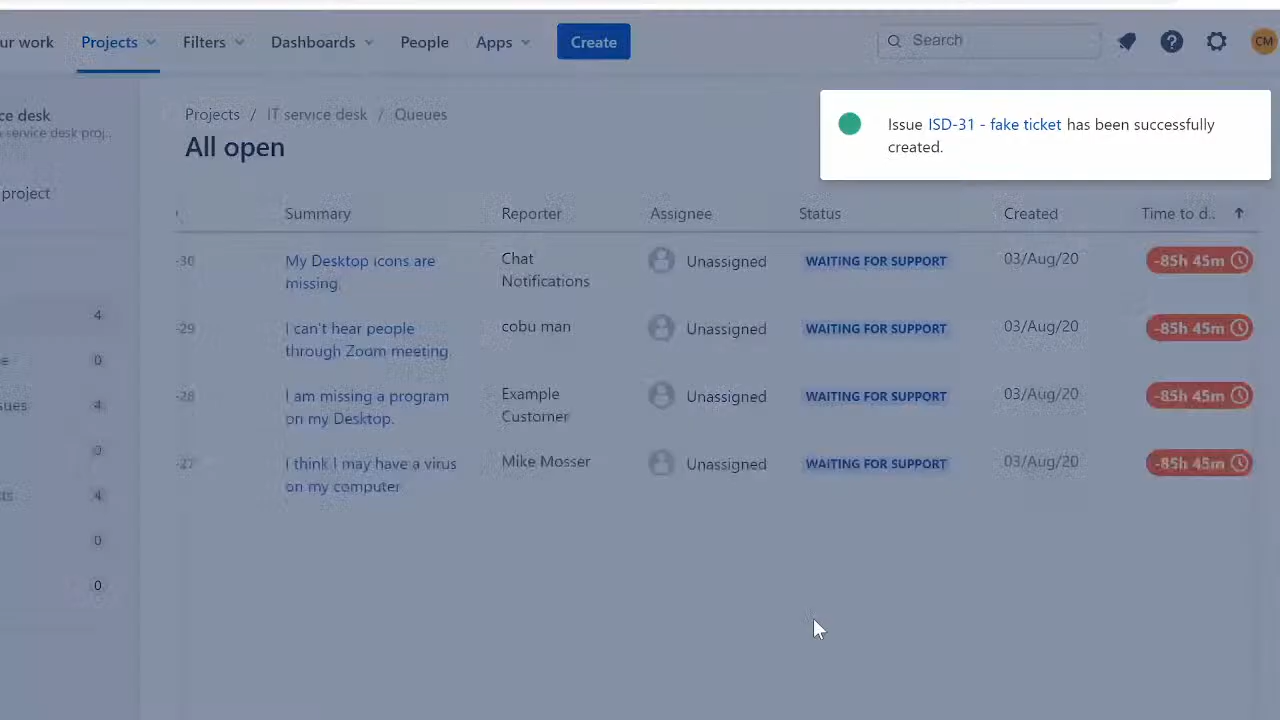 ur work Projects Filters Dashboards People Apps Create Search CM
ce desk
service desk proj..
project
Projects / IT service desk / Queues
All open
Issue ISD-31 - fake ticket has been successfully
created.
Summary Reporter Assignee Status Created Time to d.. ↑
-30 My Desktop icons are Chat Unassigned WAITING FOR SUPPORT 03/Aug/20 -85h 45m
missing. Notifications
-29 I can't hear people cobu man Unassigned WAITING FOR SUPPORT 03/Aug/20 -85h 45m
through Zoom meeting
-28 I am missing a program Example Unassigned WAITING FOR SUPPORT 03/Aug/20 -85h 45m
on my Desktop. Customer
-27 I think I may have a virus Mike Mosser Unassigned WAITING FOR SUPPORT 03/Aug/20 -85h 45m
on my computer
4
e 0
sues 4
0
ts 4
0
0